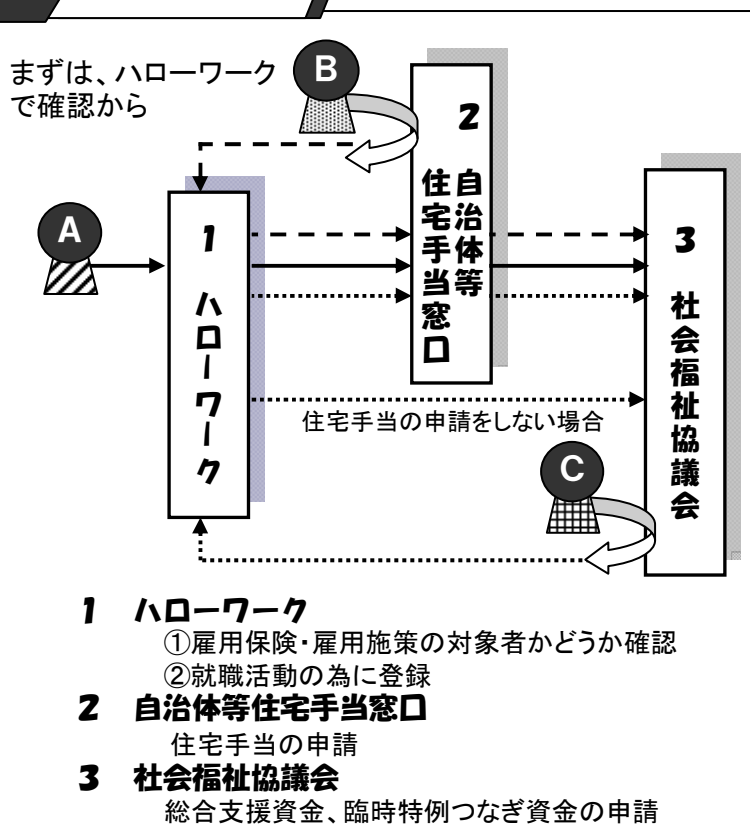 まずは、ハローワーク
で確認から
A
B
C
1 ハローワーク
2 自治体等
住宅手当窓口
3 社会福祉協議会
住宅手当の申請をしない場合
1 ハローワーク
①雇用保険・雇用施策の対象者かどうか確認
②就職活動の為に登録
2 自治体等住宅手当窓口
住宅手当の申請
3 社会福祉協議会
総合支援資金、臨時特例つなぎ資金の申請